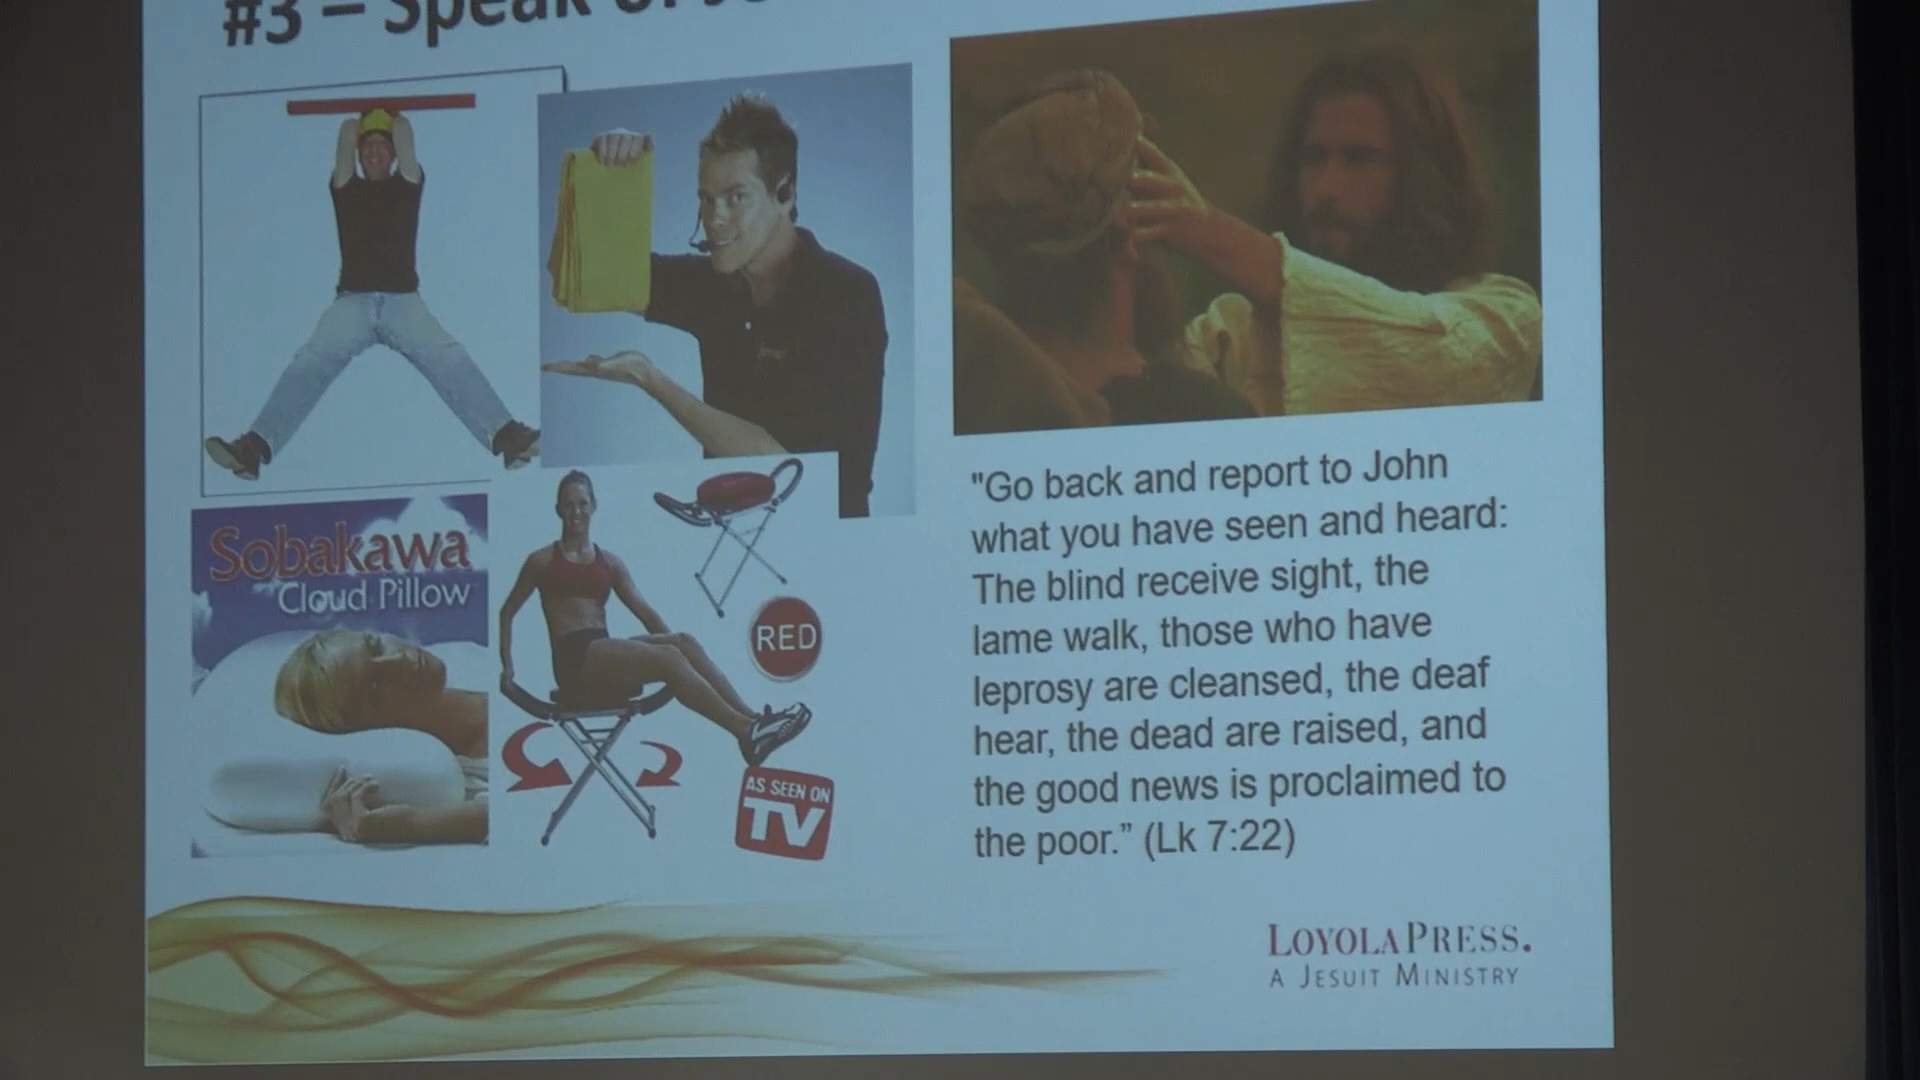 #3 – Speak of
Sobakawa
Cloud Pillow
RED
AS SEEN ON
TV
"Go back and report to John
what you have seen and heard:
The blind receive sight, the
lame walk, those who have
leprosy are cleansed, the deaf
hear, the dead are raised, and
the good news is proclaimed to
the poor.” (Lk 7:22)
LOYOLA PRESS.
A JESUIT MINISTRY